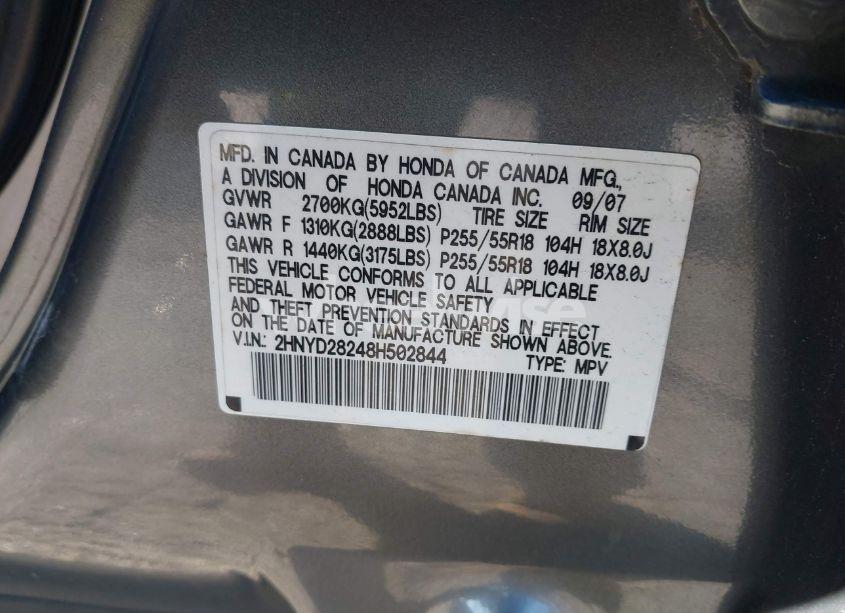 MFD. IN CANADA BY HONDA OF CANADA MFG.,
A DIVISION OF HONDA CANADA INC. 09/07
GVWR 2700KG(5952LBS) TIRE SIZE RIM SIZE
GAWR F 1310KG(2888LBS) P255/55R18 104H 18X8.0J
GAWR R 1440KG(3175LBS) P255/55R18 104H 18X8.0J
THIS VEHICLE CONFORMS TO ALL APPLICABLE
FEDERAL MOTOR VEHICLE SAFETY
AND THEFT PREVENTION STANDARDS IN EFFECT
ON THE DATE OF MANUFACTURE SHOWN ABOVE.
V.I.N.: 2HNYD28248H502844 TYPE: MPV